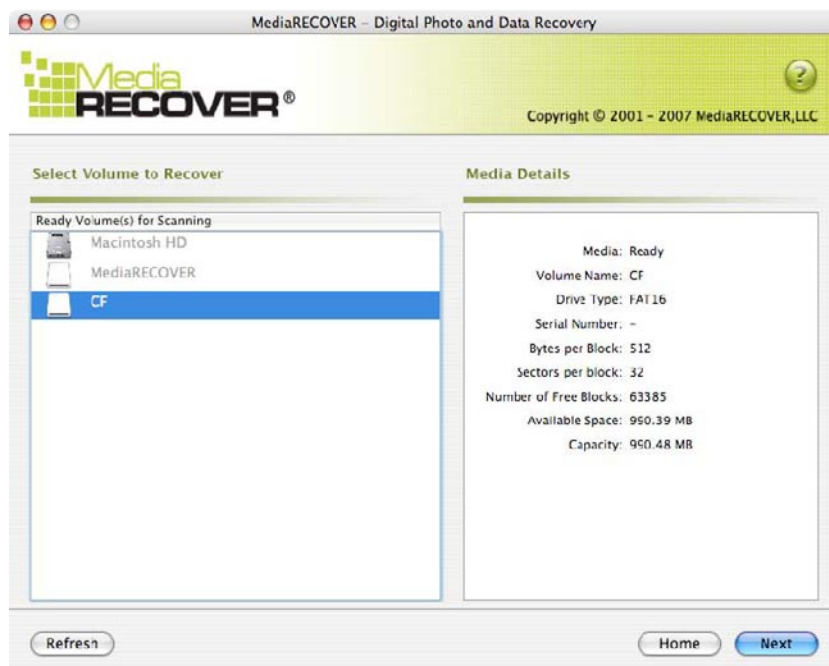 MediaRECOVER – Digital Photo and Data Recovery
Media
RECOVER®
?
Copyright © 2001 – 2007 MediaRECOVER,LLC
Select Volume to Recover
Ready Volume(s) for Scanning
Macintosh HD
MediaRECOVER
CF
Media Details
Media: Ready
Volume Name: CF
Drive Type: FAT16
Serial Number: -
Bytes per Block: 512
Sectors per block: 32
Number of Free Blocks: 63385
Available Space: 990.39 MB
Capacity: 990.48 MB
Refresh
Home
Next